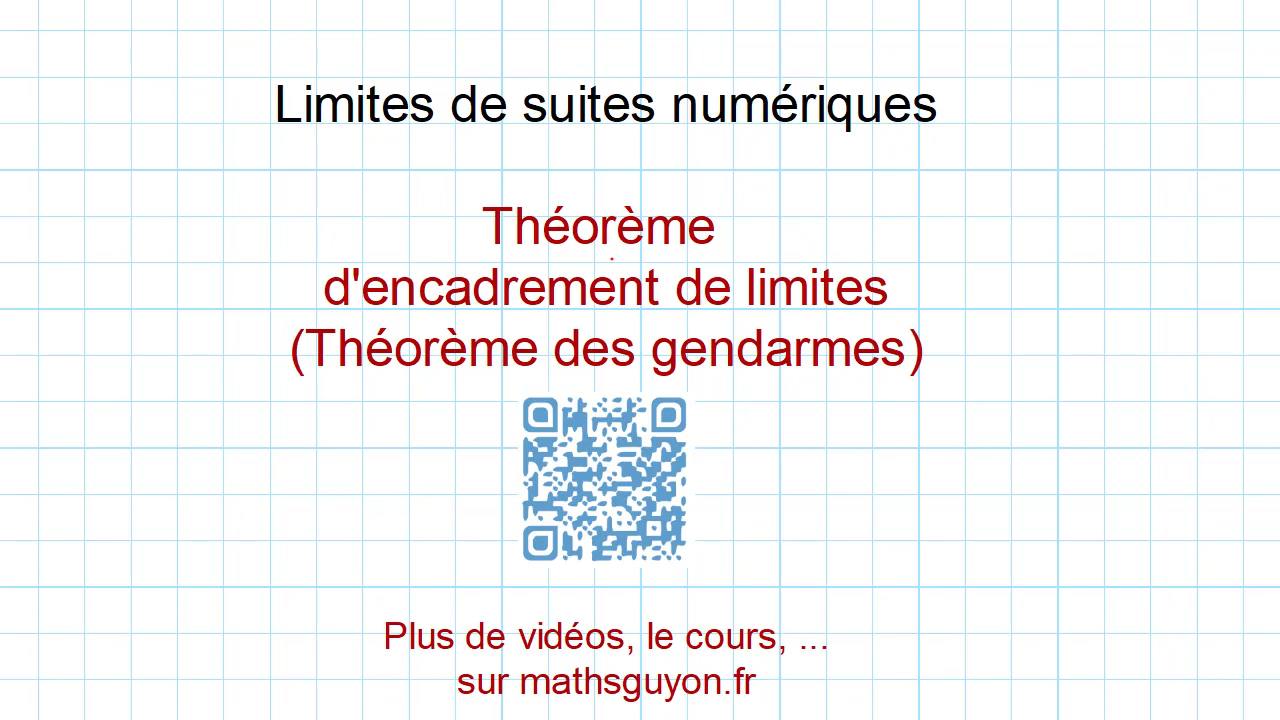 Limites de suites numériques
Théorème
d'encadrement de limites
(Théorème des gendarmes)
Plus de vidéos, le cours, ...
sur mathsguyon.fr